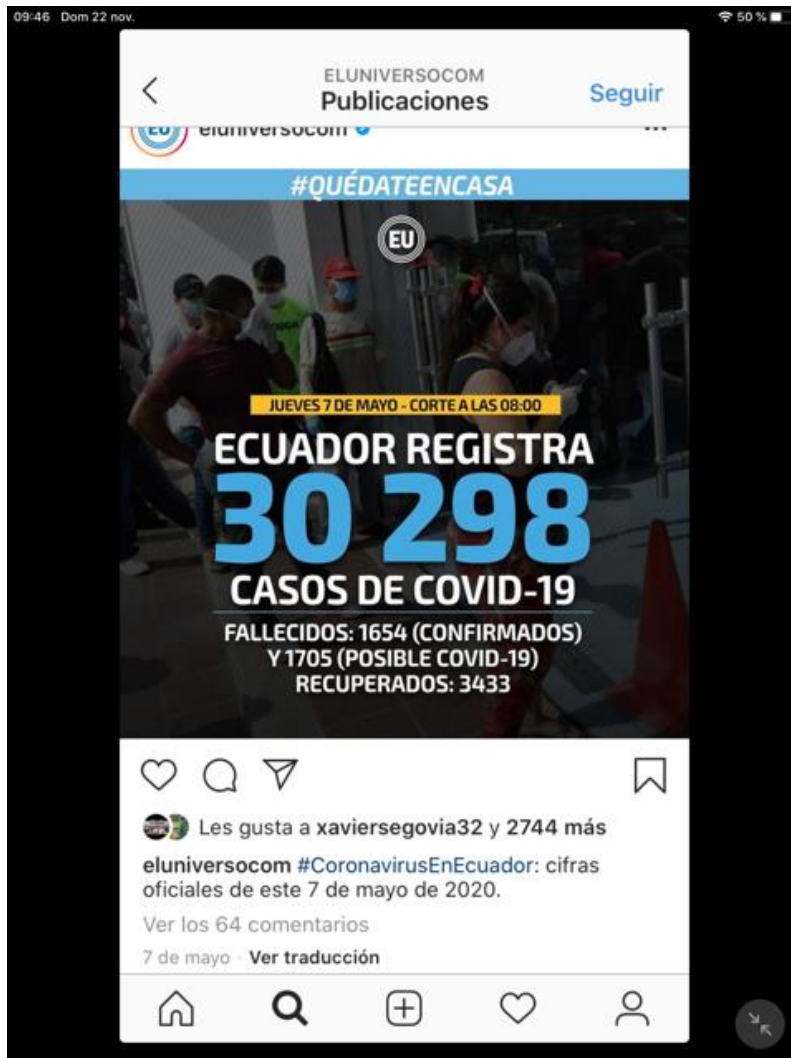 09:46 Dom 22 nov.
50 %
ELUNIVERSOCOM
Publicaciones
Seguir
EU eluniversocom
#QUÉDATEENCASA
EU
JUEVES 7 DE MAYO - CORTE A LAS 08:00
ECUADOR REGISTRA
30 298
CASOS DE COVID-19
FALLECIDOS: 1654 (CONFIRMADOS)
Y 1705 (POSIBLE COVID-19)
RECUPERADOS: 3433
Les gusta a xaviersegovia32 y 2744 más
eluniversocom #CoronavirusEnEcuador: cifras
oficiales de este 7 de mayo de 2020.
Ver los 64 comentarios
7 de mayo · Ver traducción